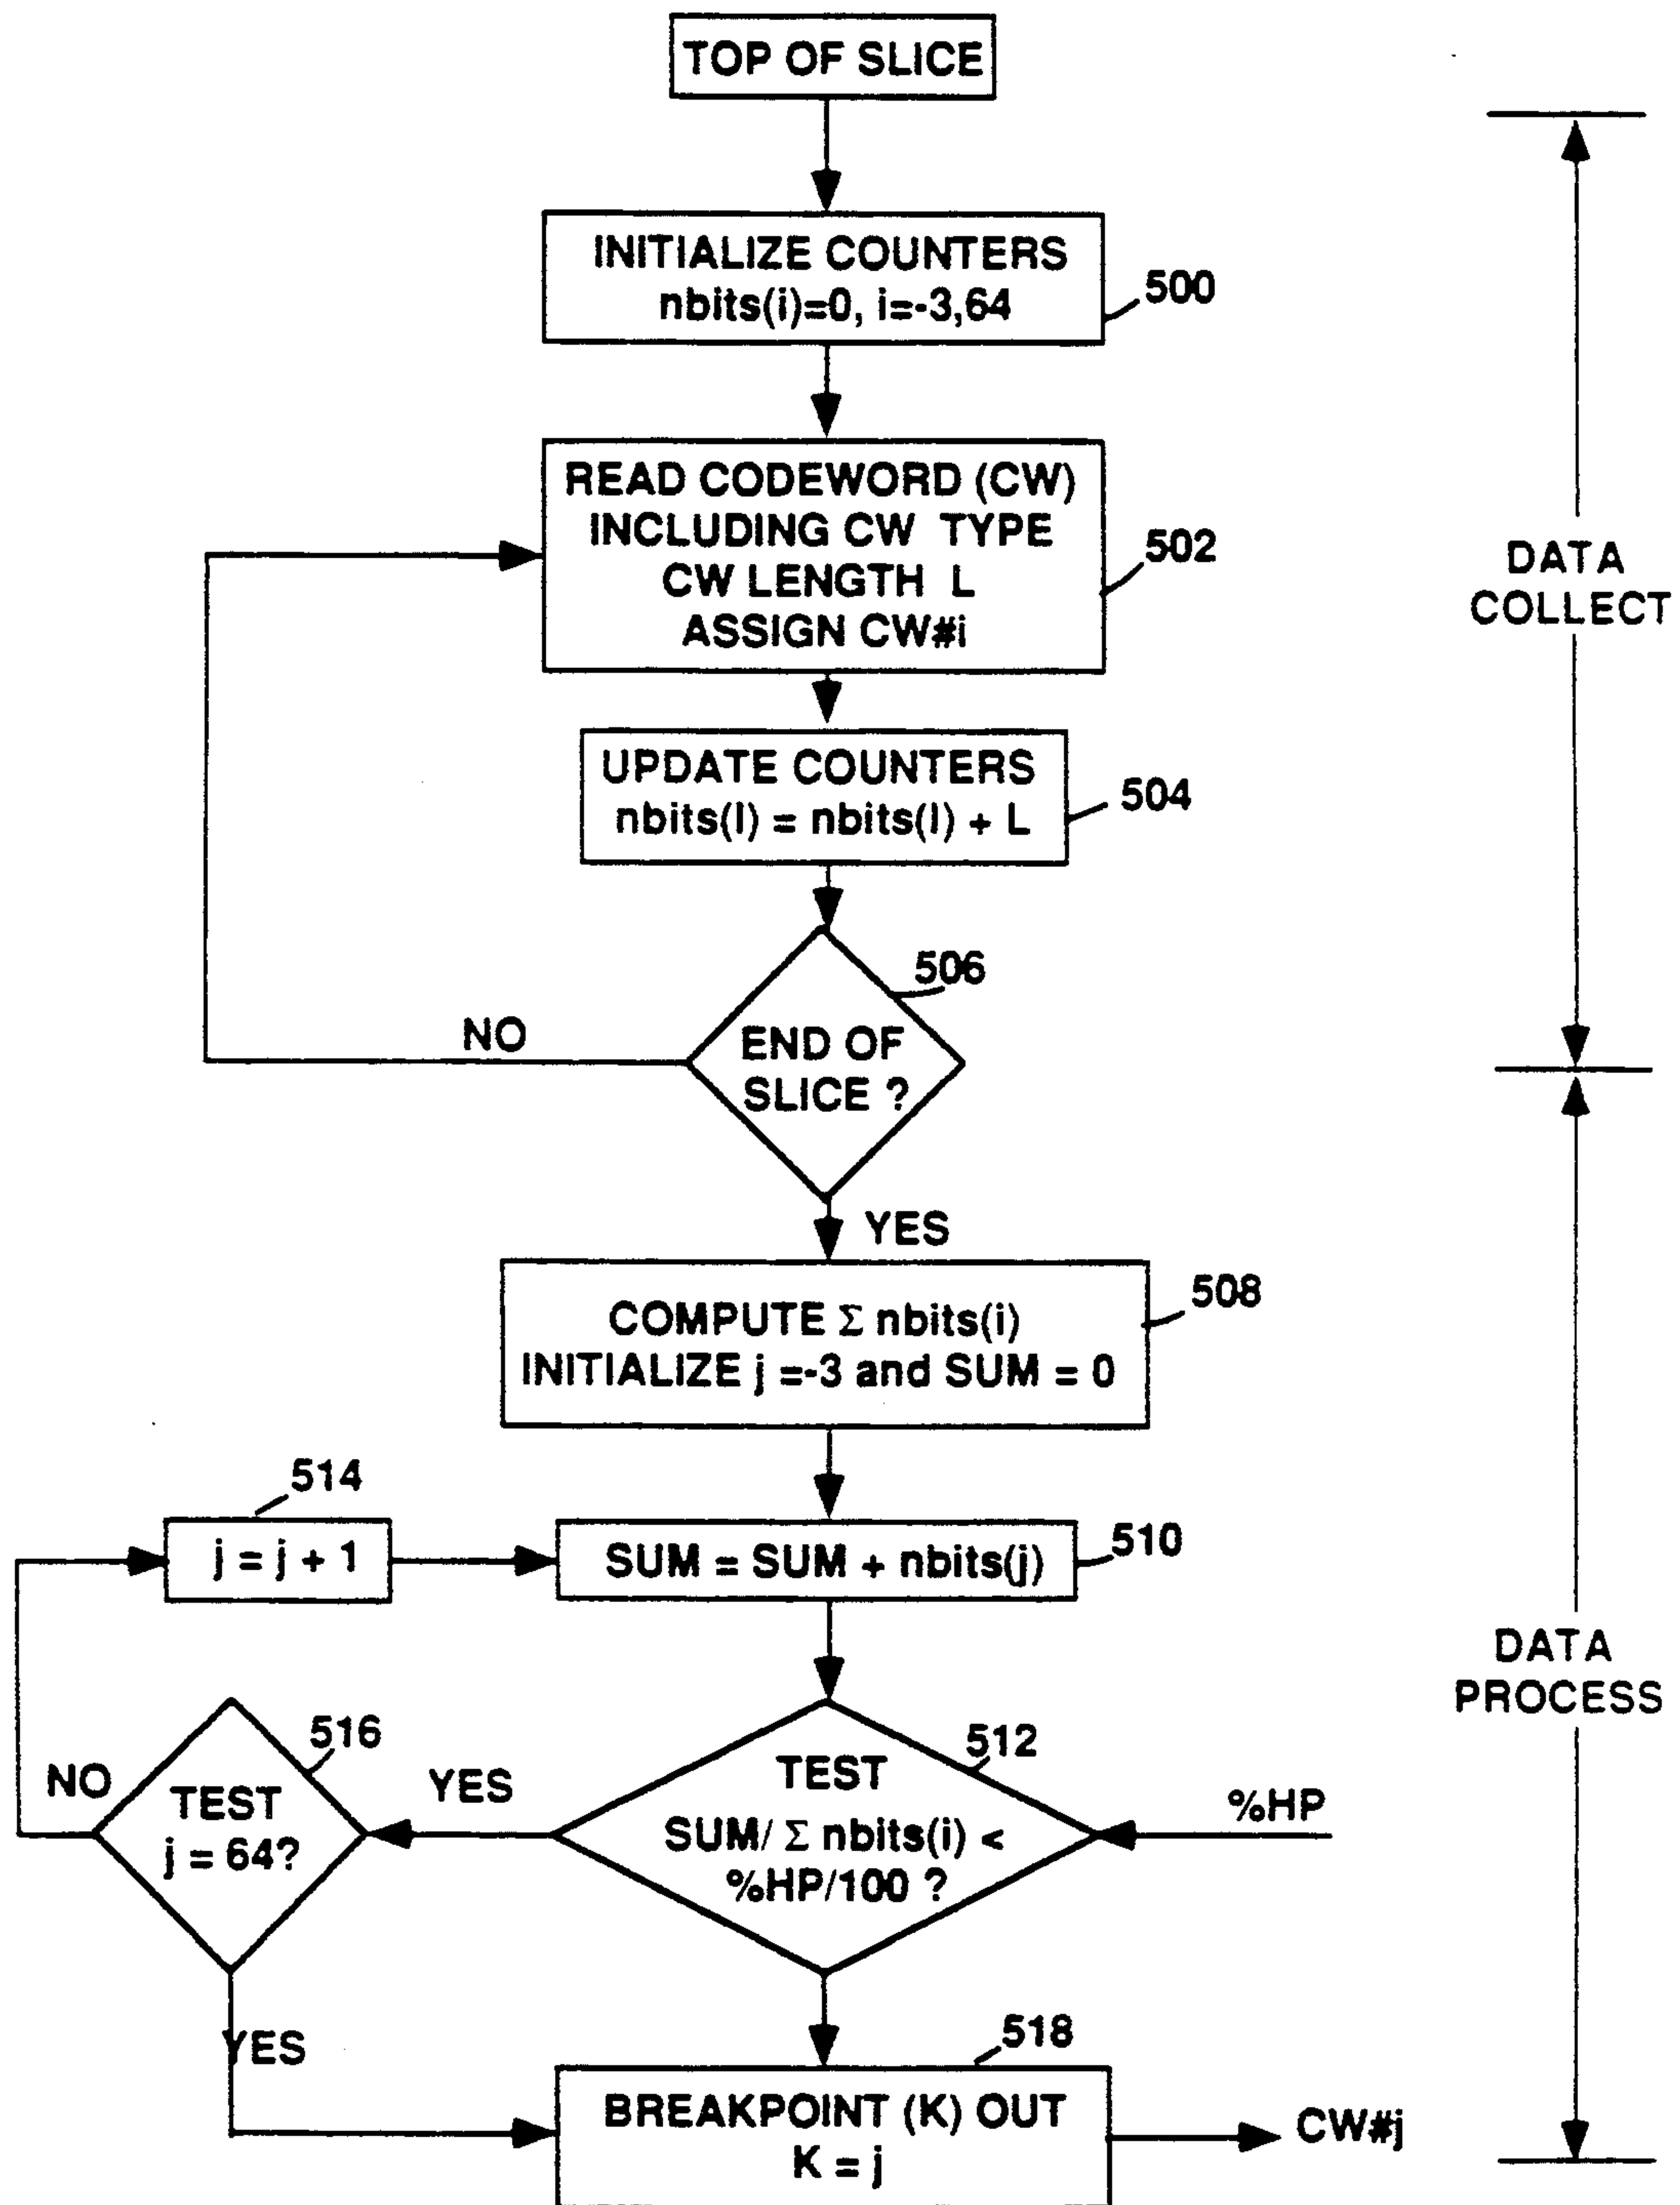 TOP OF SLICE
INITIALIZE COUNTERS
nbits(i)=0, i=-3,64
500
READ CODEWORD (CW)
INCLUDING CW TYPE
CW LENGTH L
ASSIGN CW#i
502
DATA
COLLECT
UPDATE COUNTERS
nbits(I) = nbits(I) + L
504
506
END OF
SLICE ?
NO
YES
COMPUTE Σ nbits(i)
INITIALIZE j =-3 and SUM = 0
508
514
j = j + 1
SUM = SUM + nbits(j)
510
DATA
PROCESS
516
NO
TEST
j = 64?
YES
512
TEST
SUM/ Σ nbits(i) <
%HP/100 ?
%HP
YES
518
BREAKPOINT (K) OUT
K = j
CW#j